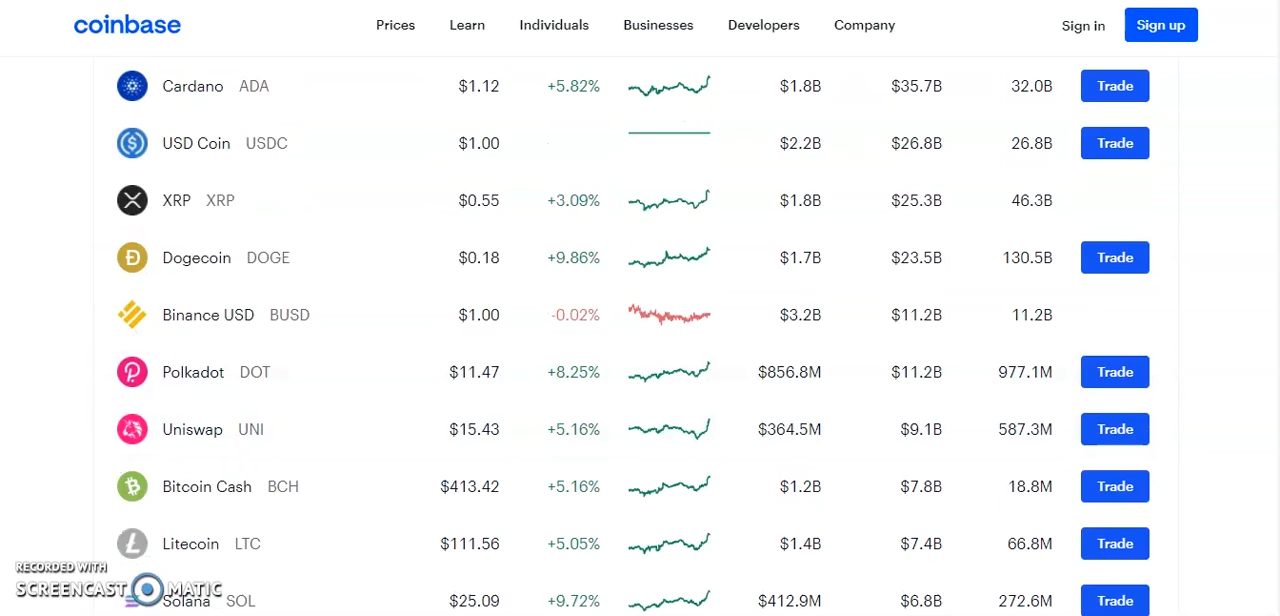 coinbase Prices Learn Individuals Businesses Developers Company Sign in Sign up
Cardano ADA $1.12 +5.82% $1.8B $35.7B 32.0B Trade
USD Coin USDC $1.00 $2.2B $26.8B 26.8B Trade
XRP XRP $0.55 +3.09% $1.8B $25.3B 46.3B
Dogecoin DOGE $0.18 +9.86% $1.7B $23.5B 130.5B Trade
Binance USD BUSD $1.00 -0.02% $3.2B $11.2B 11.2B
Polkadot DOT $11.47 +8.25% $856.8M $11.2B 977.1M Trade
Uniswap UNI $15.43 +5.16% $364.5M $9.1B 587.3M Trade
Bitcoin Cash BCH $413.42 +5.16% $1.2B $7.8B 18.8M Trade
Litecoin LTC $111.56 +5.05% $1.4B $7.4B 66.8M Trade
RECORDED WITH
SCREENCAST MATIC
Solana SOL $25.09 +9.72% $412.9M $6.8B 272.6M Trade